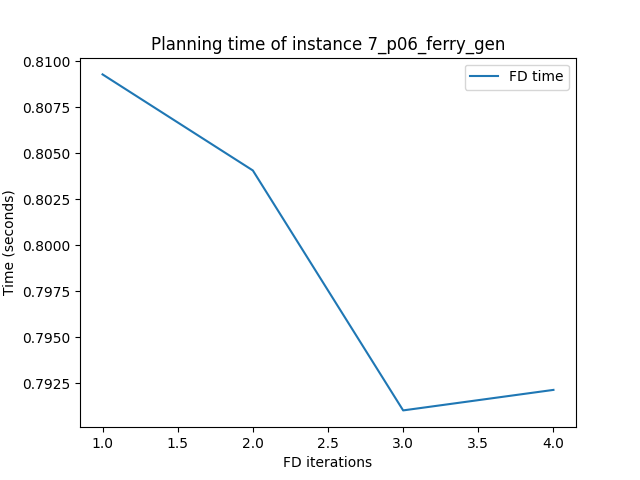 Planning time of instance 7_p06_ferry_gen
FD time
Time (seconds)
0.8100
0.8075
0.8050
0.8025
0.8000
0.7975
0.7950
0.7925
1.0 1.5 2.0 2.5 3.0 3.5 4.0
FD iterations